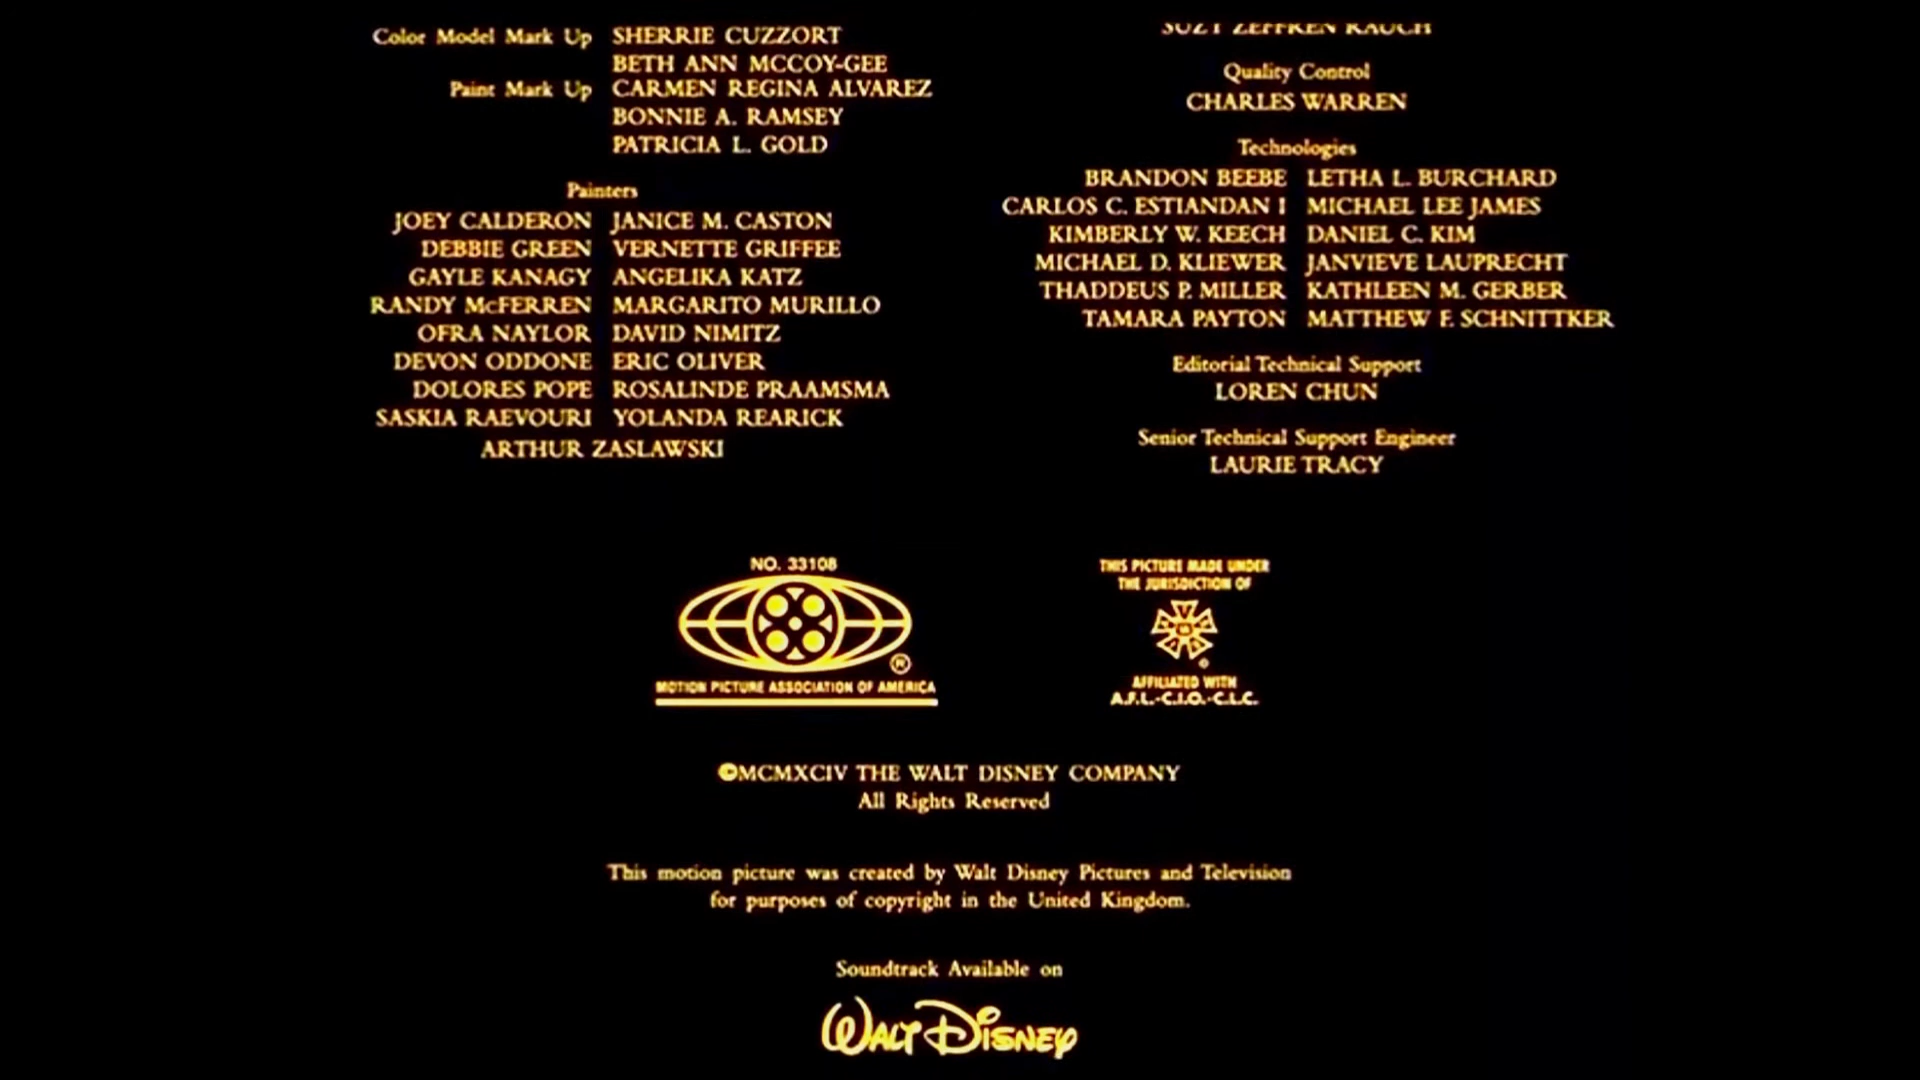 Color Model Mark Up SHERRIE CUZZORT
BETH ANN MCCOY-GEE
Paint Mark Up CARMEN REGINA ALVAREZ
BONNIE A. RAMSEY
PATRICIA L. GOLD
Painters
JOEY CALDERON JANICE M. CASTON
DEBBIE GREEN VERNETTE GRIFFEE
GAYLE KANAGY ANGELIKA KATZ
RANDY McFERREN MARGARITO MURILLO
OFRA NAYLOR DAVID NIMITZ
DEVON ODDONE ERIC OLIVER
DOLORES POPE ROSALINDE PRAAMSMA
SASKIA RAEVOURI YOLANDA REARICK
ARTHUR ZASLAWSKI
SUZY ZEFFREN RAUCH
Quality Control
CHARLES WARREN
Technologies
BRANDON BEEBE LETHA L. BURCHARD
CARLOS C. ESTIANDAN I MICHAEL LEE JAMES
KIMBERLY W. KEECH DANIEL C. KIM
MICHAEL D. KLIEWER JANVIEVE LAUPRECHT
THADDEUS P. MILLER KATHLEEN M. GERBER
TAMARA PAYTON MATTHEW F. SCHNITTKER
Editorial Technical Support
LOREN CHUN
Senior Technical Support Engineer
LAURIE TRACY
NO. 33108
®
MOTION PICTURE ASSOCIATION OF AMERICA
THIS PICTURE MADE UNDER
THE JURISDICTION OF
AFFILIATED WITH
A.F.L.-C.I.O.-C.L.C.
©MCMXCIV THE WALT DISNEY COMPANY
All Rights Reserved
This motion picture was created by Walt Disney Pictures and Television
for purposes of copyright in the United Kingdom.
Soundtrack Available on
WALT DISNEY